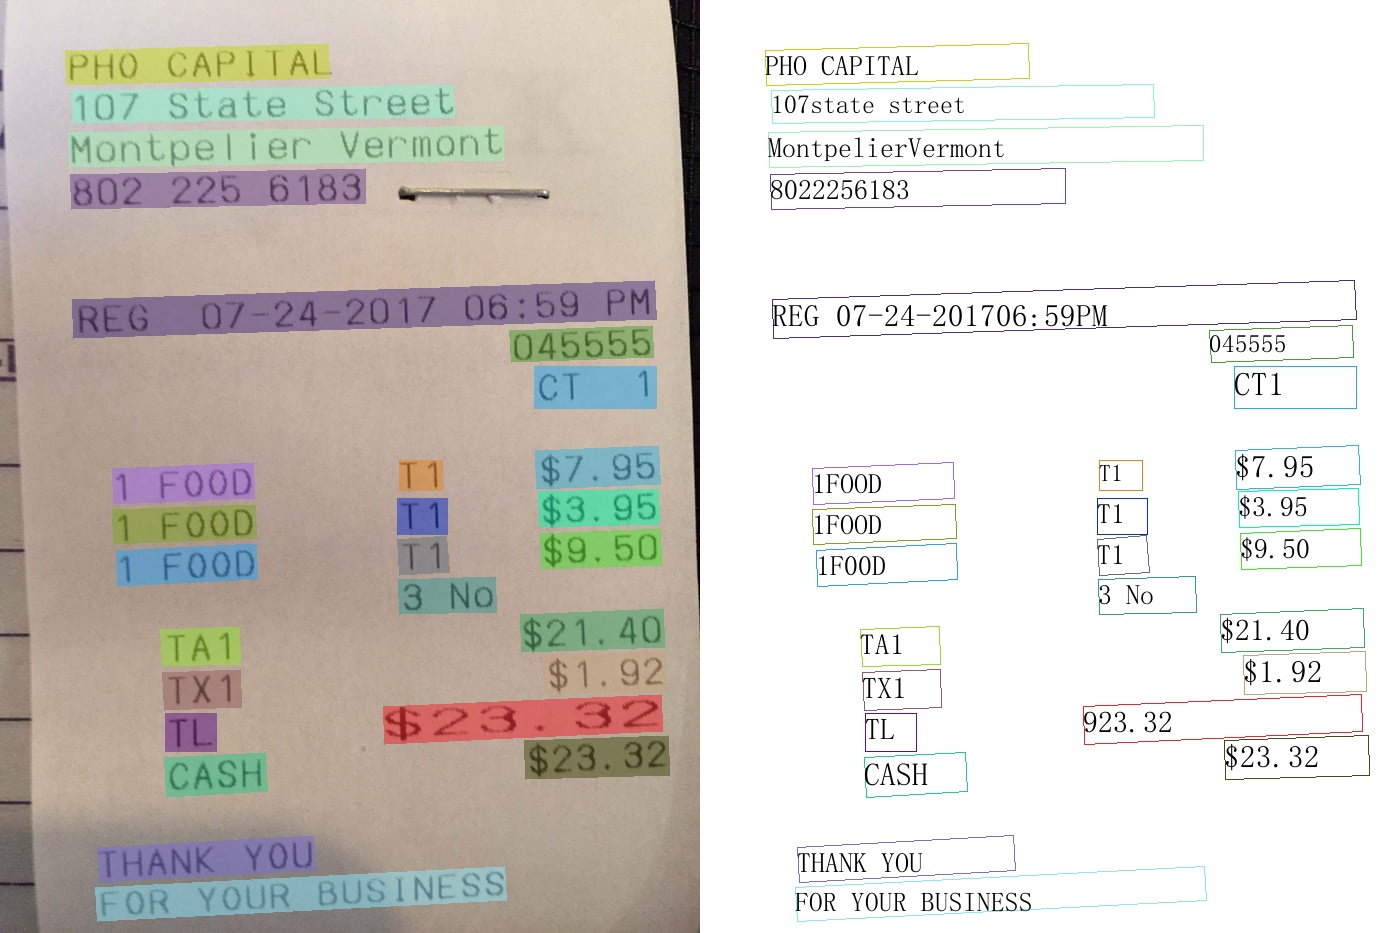 PHO CAPITAL PHO CAPITAL
107 State Street 107state street
Montpelier Vermont MontpelierVermont
802 225 6183 8022256183
REG 07-24-2017 06:59 PM REG 07-24-201706:59PM
045555 045555
CT 1 CT1
1 FOOD T1 $7.95 1FOOD T1 $7.95
1 FOOD T1 $3.95 1FOOD T1 $3.95
1 FOOD T1 $9.50 1FOOD T1 $9.50
3 No 3 No
TA1 $21.40 TA1 $21.40
TX1 $1.92 TX1 $1.92
TL $23.32 TL 923.32
CASH $23.32 CASH $23.32
THANK YOU THANK YOU
FOR YOUR BUSINESS FOR YOUR BUSINESS